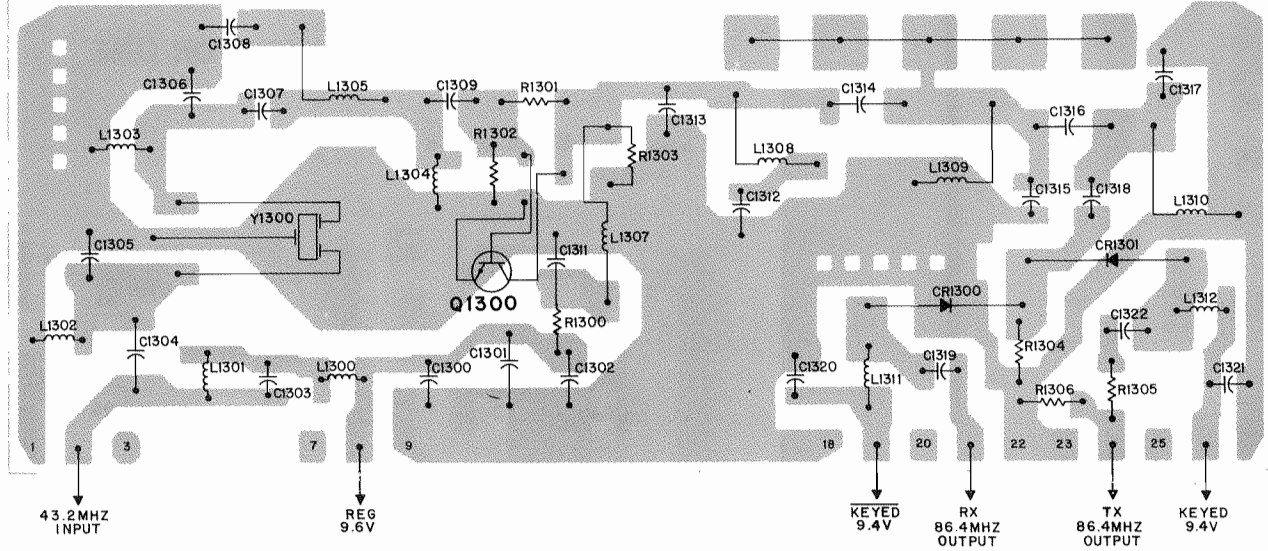 C1308
C1306
C1307
L1305
C1309
R1301
C1314
C1317
C1316
C1313
L1303
R1302
R1303
L1304
L1308
L1309
C1315
C1318
C1312
L1310
Y1300
L1307
C1311
C1305
CR1301
Q1300
CR1300
L1312
R1300
C1322
L1302
C1304
C1301
R1304
L1301
L1300
C1300
C1302
C1303
C1320
L1311
C1319
R1306
R1305
C1321
1
3
7
9
18
20
22
23
25
43.2MHZ
INPUT
REG
9.6V
KEYED
9.4V
RX
86.4MHZ
OUTPUT
TX
86.4MHZ
OUTPUT
KEYED
9.4V